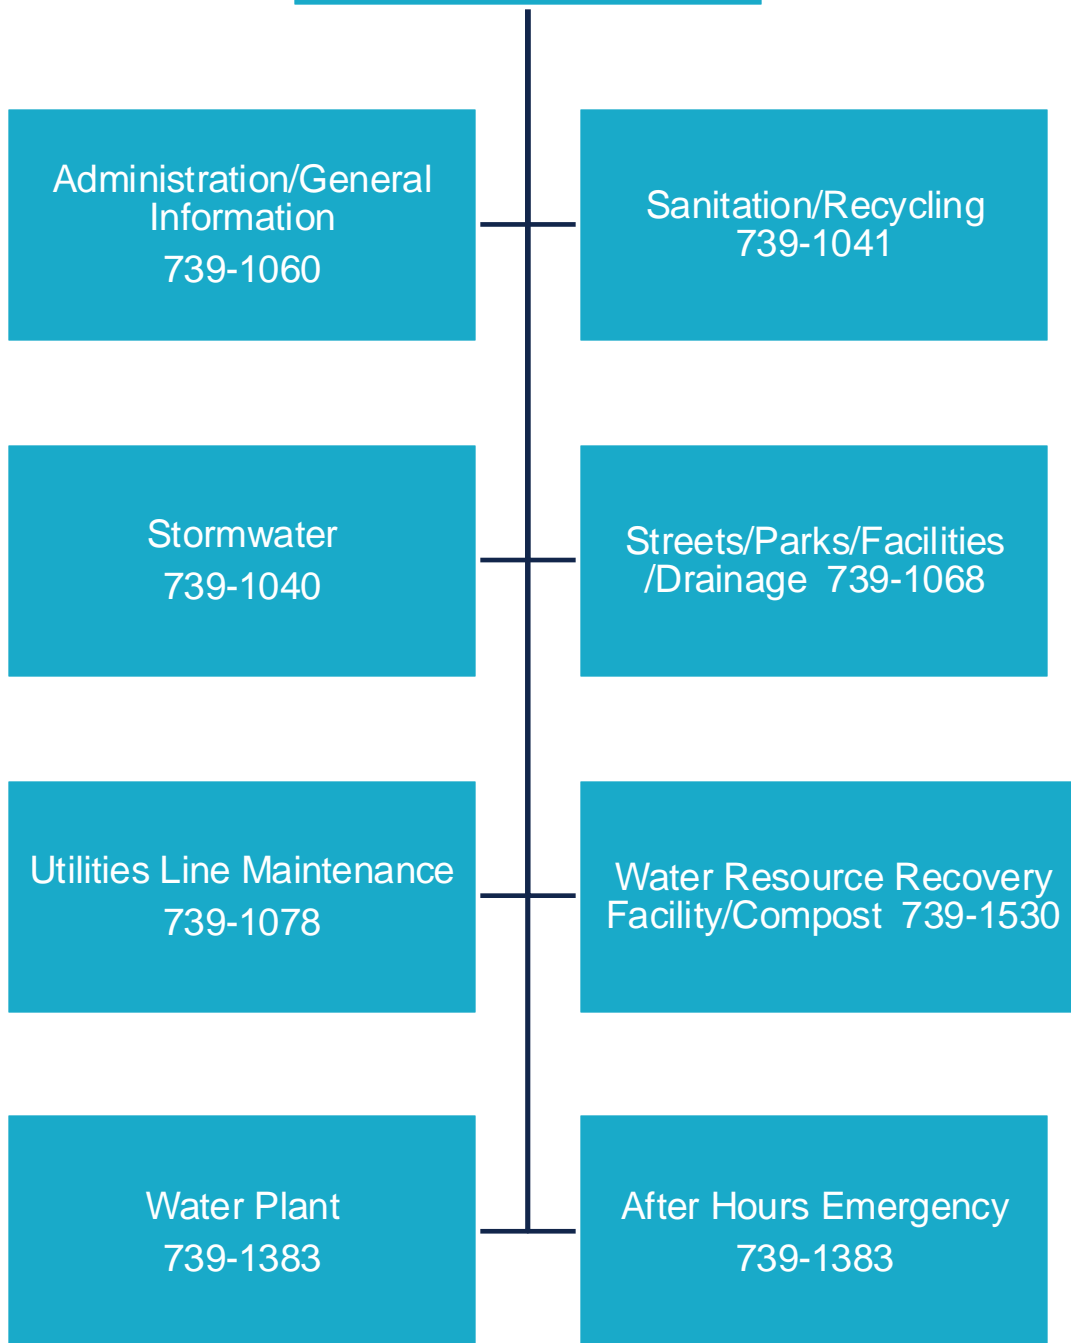 Administration/General
Information
739-1060
Sanitation/Recycling
739-1041
Stormwater
739-1040
Streets/Parks/Facilities
/Drainage 739-1068
Utilities Line Maintenance
739-1078
Water Resource Recovery
Facility/Compost 739-1530
Water Plant
739-1383
After Hours Emergency
739-1383